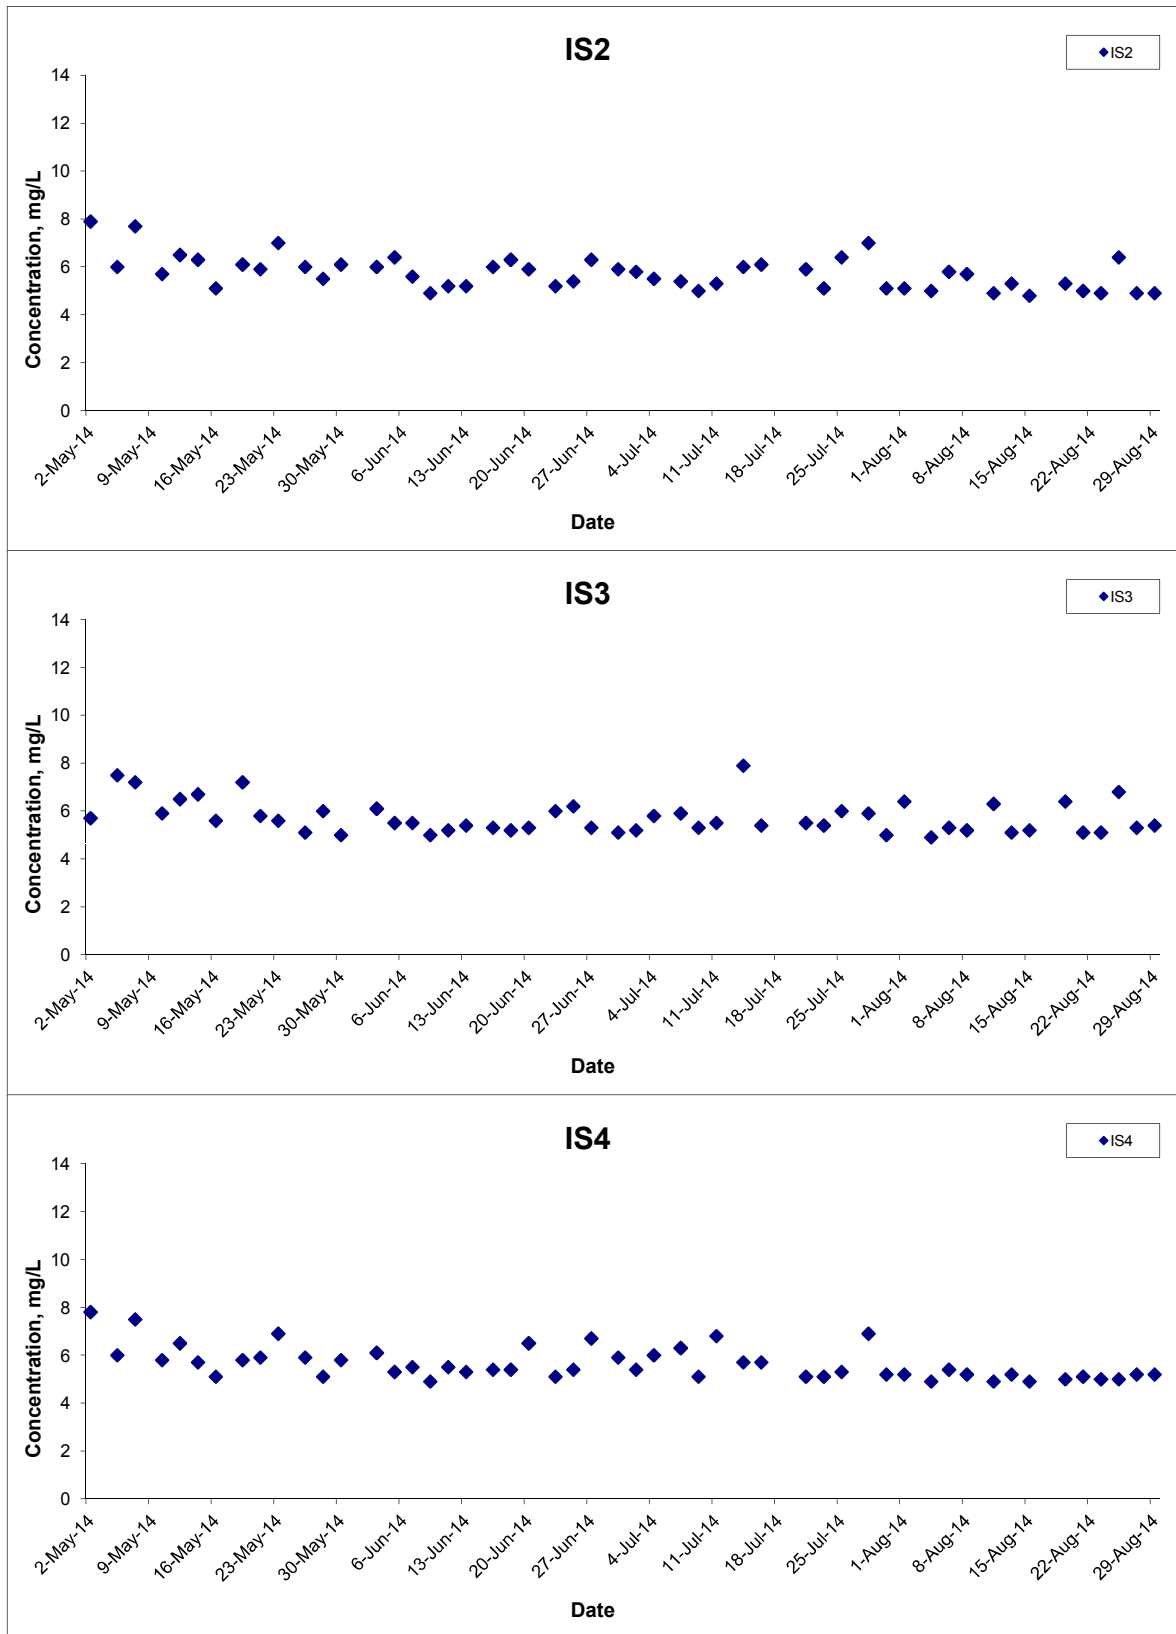 IS2
IS2
14
12
10
8
6
4
2
0
Concentration, mg/L
2-May-14
9-May-14
16-May-14
23-May-14
30-May-14
6-Jun-14
13-Jun-14
20-Jun-14
27-Jun-14
4-Jul-14
11-Jul-14
18-Jul-14
25-Jul-14
1-Aug-14
8-Aug-14
15-Aug-14
22-Aug-14
29-Aug-14
Date
IS3
IS3
14
12
10
8
6
4
2
0
Concentration, mg/L
2-May-14
9-May-14
16-May-14
23-May-14
30-May-14
6-Jun-14
13-Jun-14
20-Jun-14
27-Jun-14
4-Jul-14
11-Jul-14
18-Jul-14
25-Jul-14
1-Aug-14
8-Aug-14
15-Aug-14
22-Aug-14
29-Aug-14
Date
IS4
IS4
14
12
10
8
6
4
2
0
Concentration, mg/L
2-May-14
9-May-14
16-May-14
23-May-14
30-May-14
6-Jun-14
13-Jun-14
20-Jun-14
27-Jun-14
4-Jul-14
11-Jul-14
18-Jul-14
25-Jul-14
1-Aug-14
8-Aug-14
15-Aug-14
22-Aug-14
29-Aug-14
Date